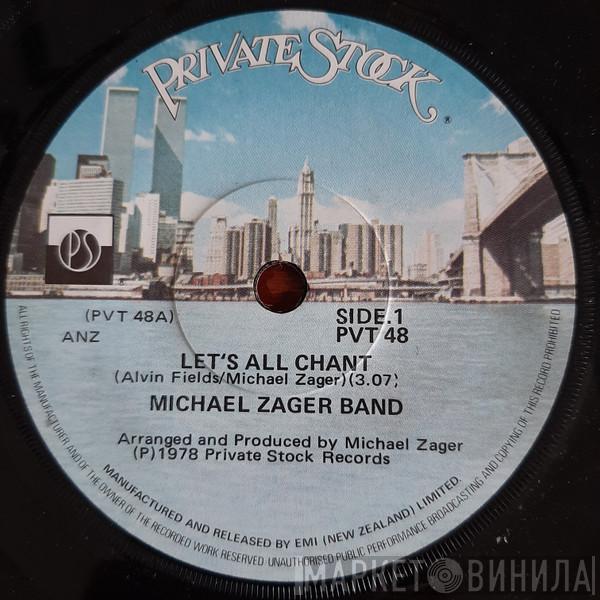 PRIVATE STOCK
®
PS
(PVT 48A)
SIDE.1
ANZ
PVT 48
LET'S ALL CHANT
(Alvin Fields/Michael Zager)(3.07)
MICHAEL ZAGER BAND
Arranged and Produced by Michael Zager
(P)1978 Private Stock Records
MANUFACTURED AND RELEASED BY EMI (NEW ZEALAND) LIMITED.
ALL RIGHTS OF THE MANUFACTURER AND OF THE OWNER OF THE RECORDED WORK RESERVED·UNAUTHORISED PUBLIC PERFORMANCE BROADCASTING AND COPYING OF THIS RECORD PROHIBITED
МАРКЕТ ВИНИЛА